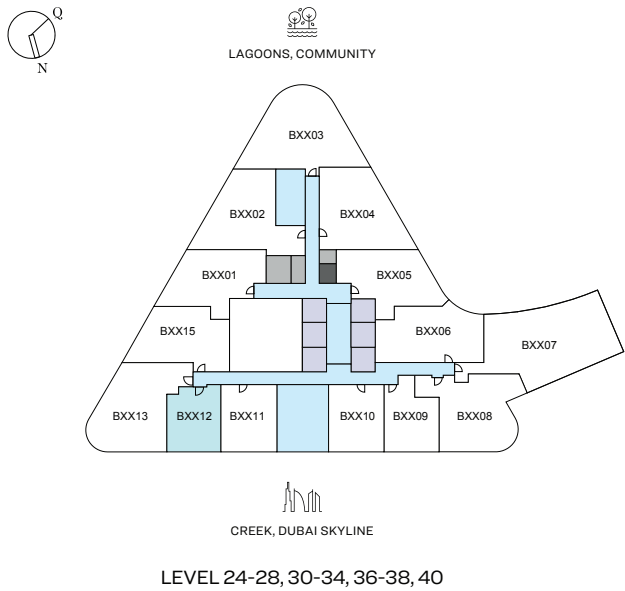 Q
N
LAGOONS, COMMUNITY
BXX03
BXX02
BXX04
BXX01
BXX05
BXX15
BXX06
BXX07
BXX13
BXX12
BXX11
BXX10
BXX09
BXX08
CREEK, DUBAI SKYLINE
LEVEL 24-28, 30-34, 36-38, 40